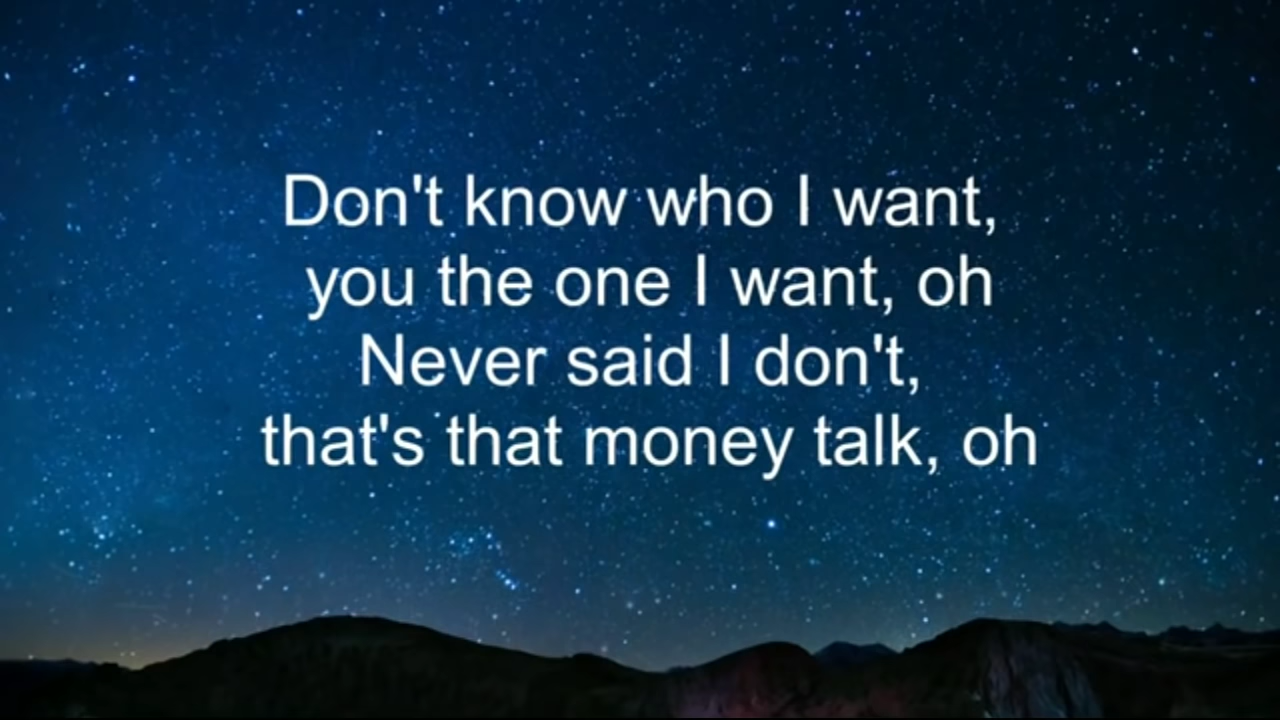 Don't know who I want,
you the one I want, oh
Never said I don't,
that's that money talk, oh